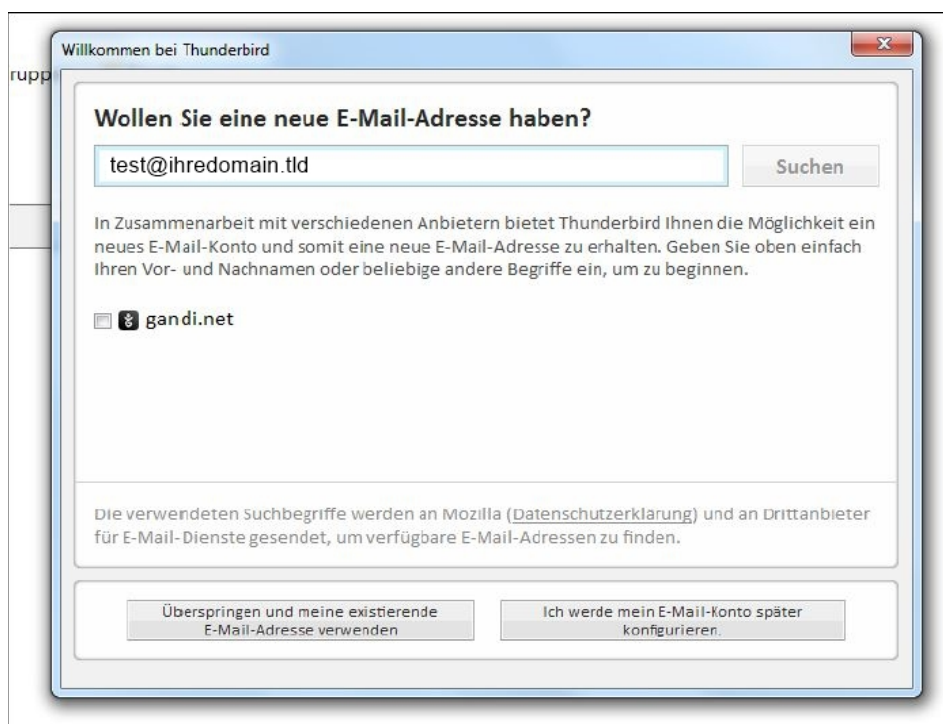 Willkommen bei Thunderbird
rupp
Wollen Sie eine neue E-Mail-Adresse haben?
test@ihredomain.tld
Suchen
In Zusammenarbeit mit verschiedenen Anbietern bietet Thunderbird Ihnen die Möglichkeit ein
neues E-Mail-Konto und somit eine neue E-Mail-Adresse zu erhalten. Geben Sie oben einfach
Ihren Vor- und Nachnamen oder beliebige andere Begriffe ein, um zu beginnen.
gandi.net
Die verwendeten Suchbegriffe werden an Mozilla (Datenschutzerklärung) und an Drittanbieter
für E-Mail-Dienste gesendet, um verfügbare E-Mail-Adressen zu finden.
Überspringen und meine existierende
E-Mail-Adresse verwenden
Ich werde mein E-Mail-Konto später
konfigurieren.